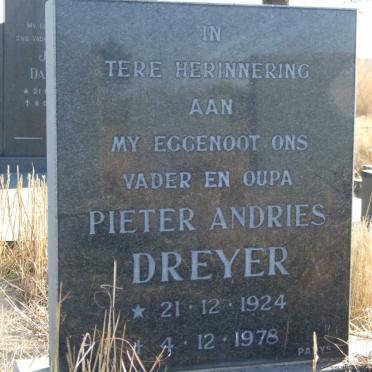 IN
TERE HERINNERING
AAN
MY EGGENOOT ONS
VADER EN OUPA
PIETER ANDRIES
DREYER
★ 21 · 12 · 1924
✝ 4 · 12 · 1978
PARYS